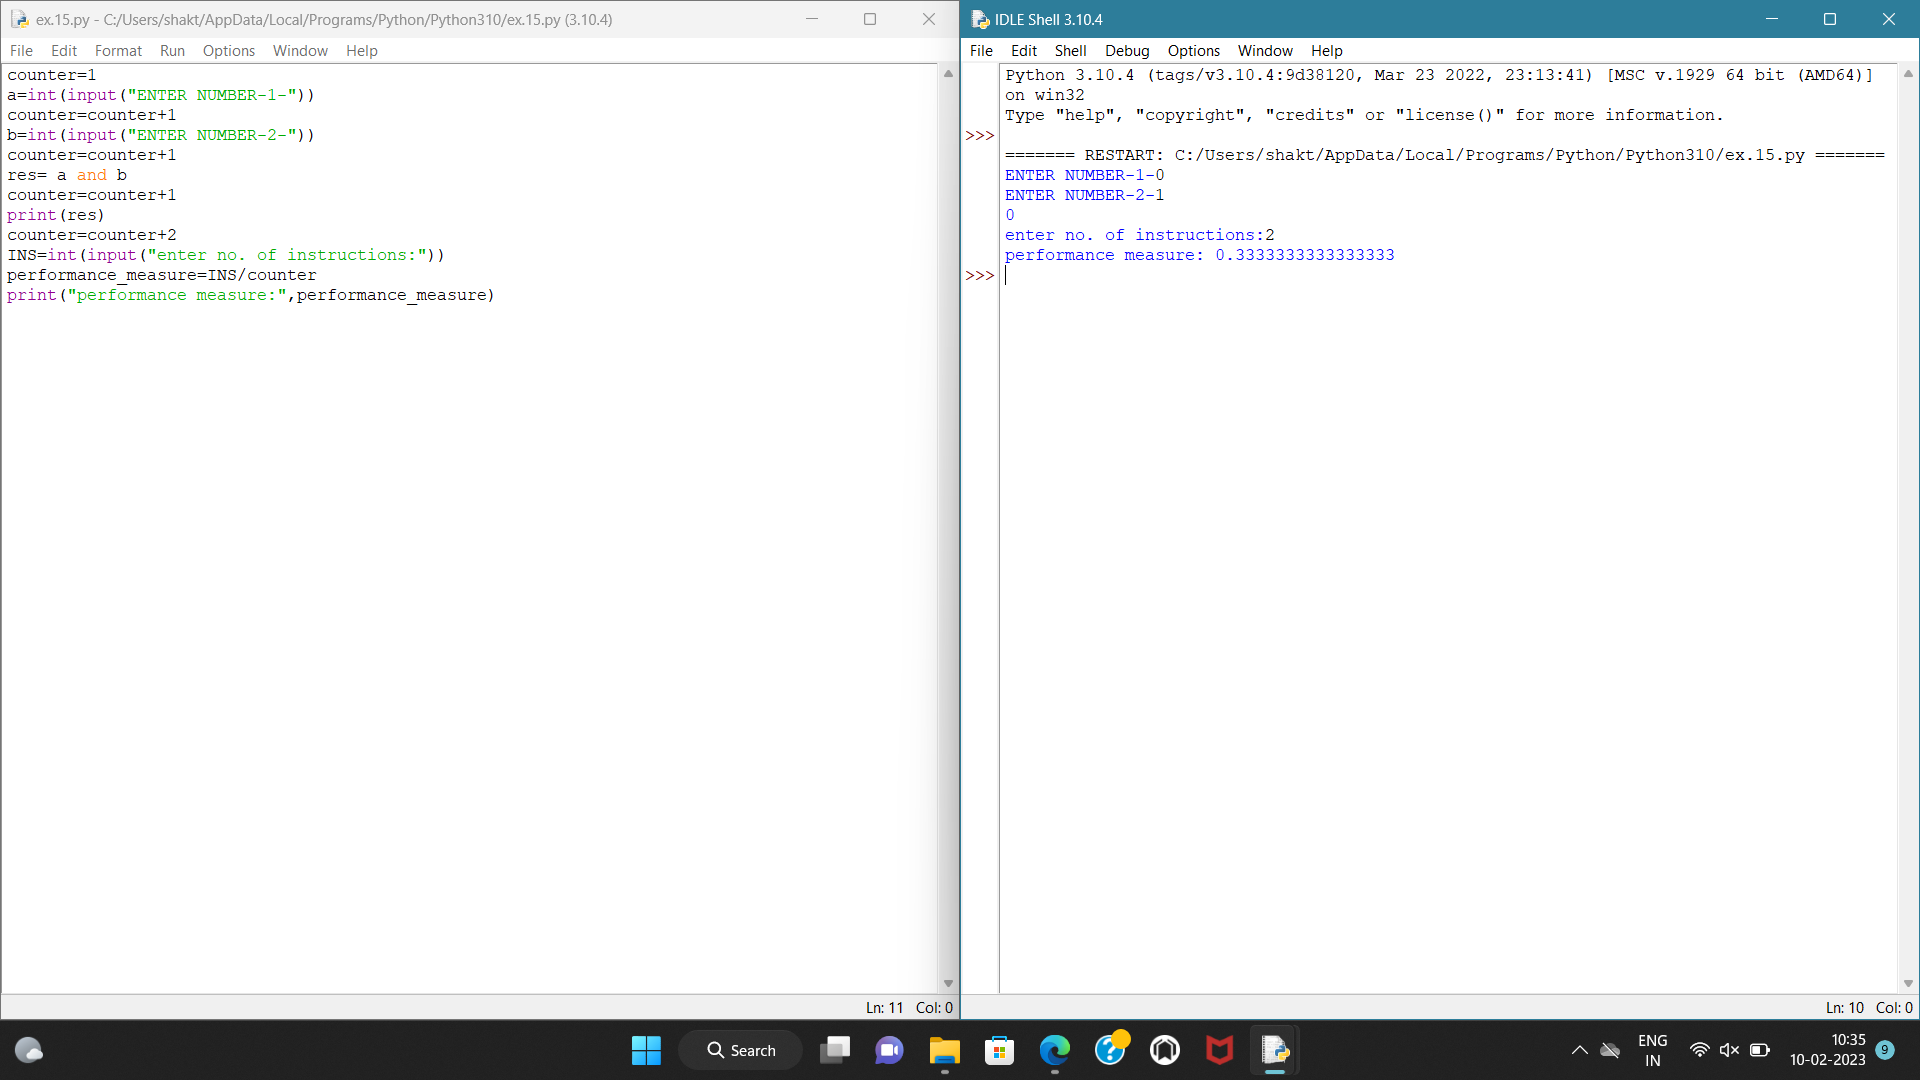 ex.15.py - C:/Users/shakt/AppData/Local/Programs/Python/Python310/ex.15.py (3.10.4)
File Edit Format Run Options Window Help
counter=1
a=int(input("ENTER NUMBER-1-"))
counter=counter+1
b=int(input("ENTER NUMBER-2-"))
counter=counter+1
res= a and b
counter=counter+1
print(res)
counter=counter+2
INS=int(input("enter no. of instructions:"))
performance_measure=INS/counter
print("performance measure:",performance_measure)
Ln: 11 Col: 0
IDLE Shell 3.10.4
File Edit Shell Debug Options Window Help
Python 3.10.4 (tags/v3.10.4:9d38120, Mar 23 2022, 23:13:41) [MSC v.1929 64 bit (AMD64)]
on win32
Type "help", "copyright", "credits" or "license()" for more information.
>>>
======= RESTART: C:/Users/shakt/AppData/Local/Programs/Python/Python310/ex.15.py =======
ENTER NUMBER-1-0
ENTER NUMBER-2-1
0
enter no. of instructions:2
performance measure: 0.3333333333333333
>>>
Ln: 10 Col: 0
Search
ENG
IN
10:35
10-02-2023
9